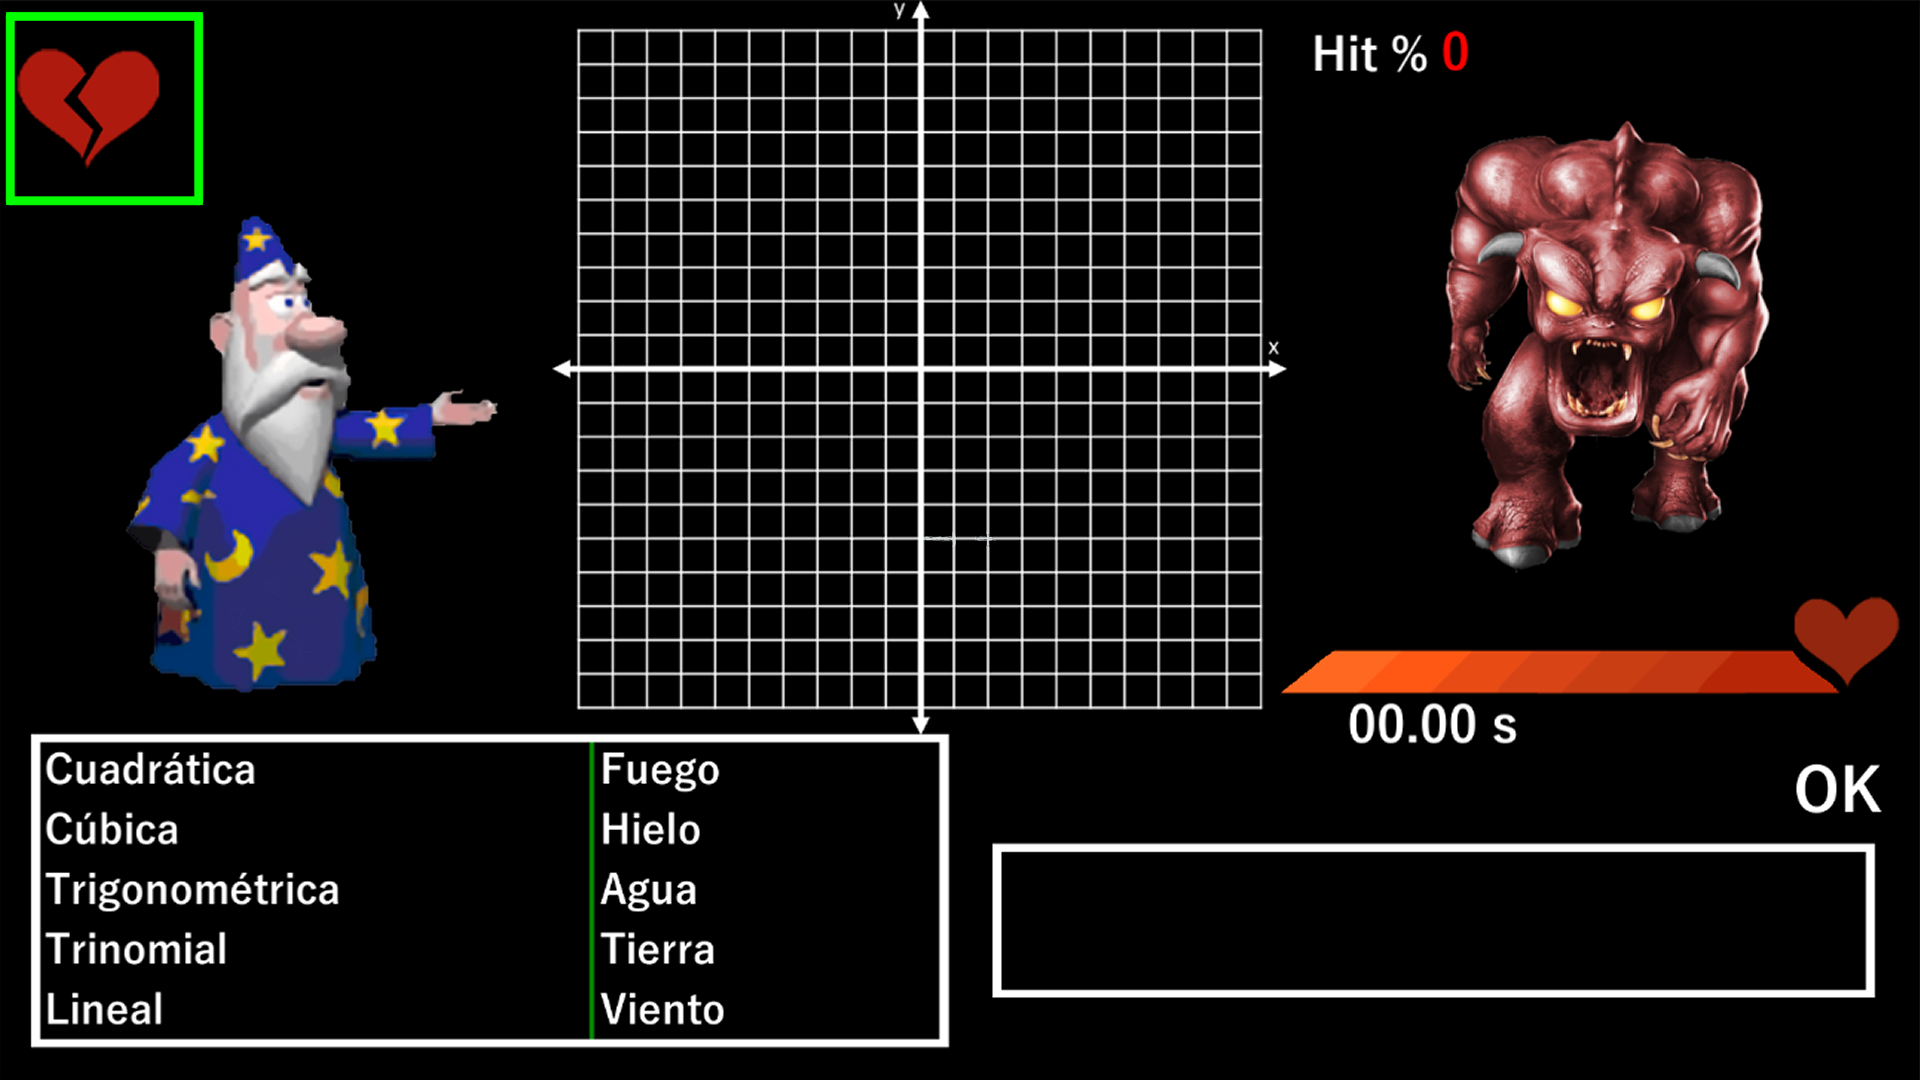 y
Hit % 0
x
00.00 s
OK
Cuadrática
Fuego
Cúbica
Hielo
Trigonométrica
Agua
Trinomial
Tierra
Lineal
Viento